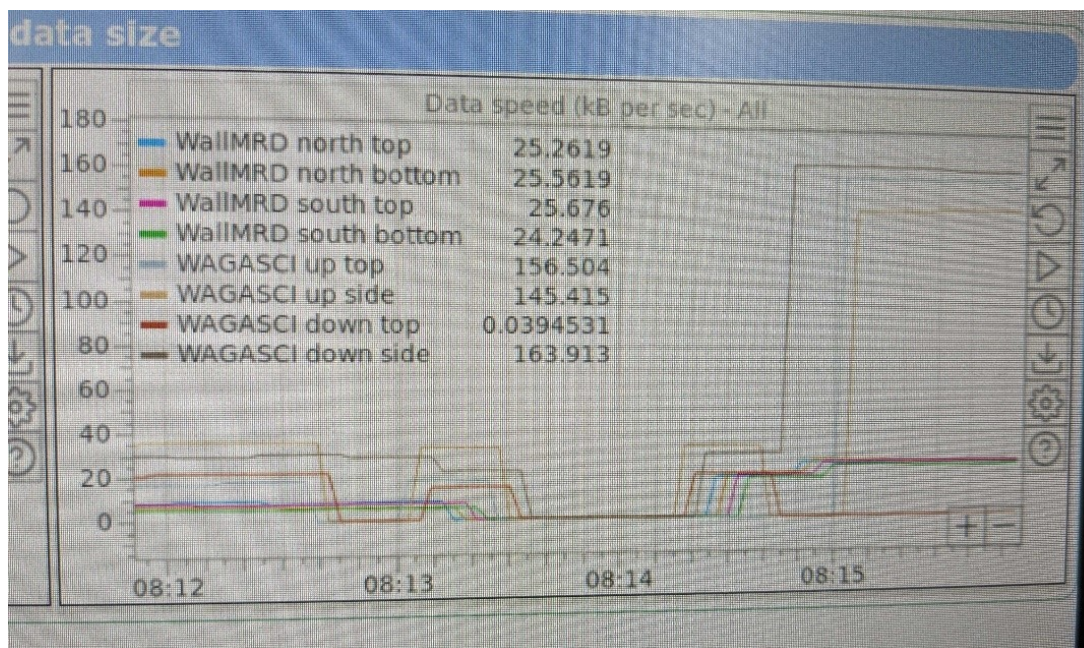 data size
Data speed (kB per sec) - All
180
160
140
120
100
80
60
40
20
0
WallMRD north top 25.2619
WallMRD north bottom 25.5619
WallMRD south top 25.676
WallMRD south bottom 24.2471
WAGASCI up top 156.504
WAGASCI up side 145.415
WAGASCI down top 0.0394531
WAGASCI down side 163.913
+ −
08:12 08:13 08:14 08:15